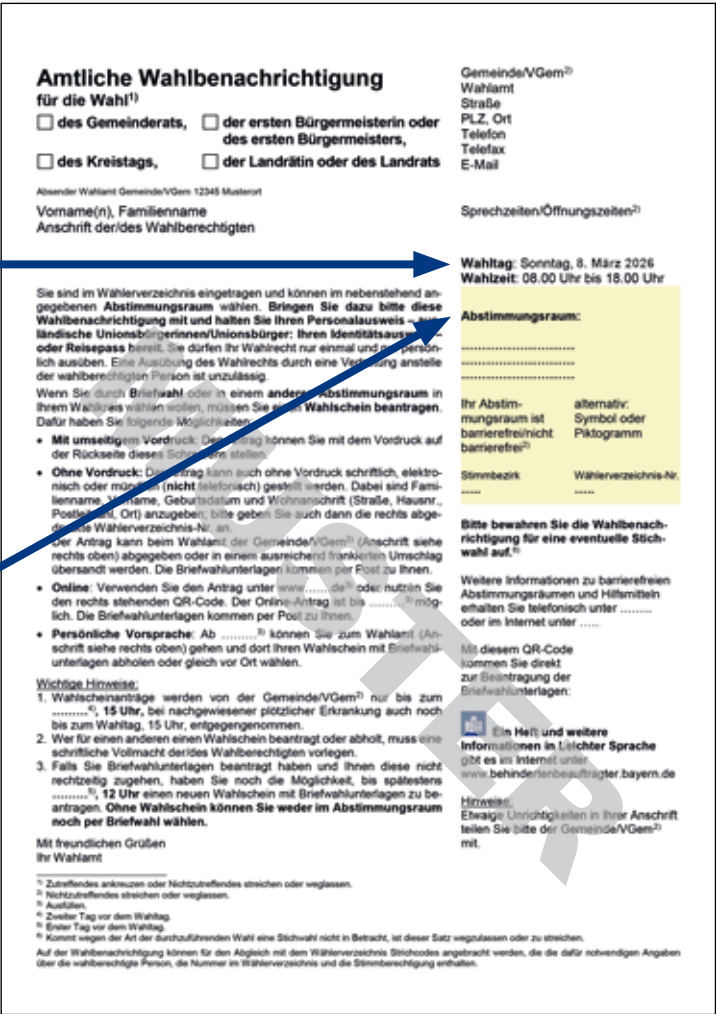 Amtliche Wahlbenachrichtigung
für die Wahl1)
des Gemeinderats,
der ersten Bürgermeisterin oder
des ersten Bürgermeisters,
des Kreistags,
der Landrätin oder des Landrats
Absender Wahlamt Gemeinde/VGem 12345 Musterort
Vorname(n), Familienname
Anschrift der/des Wahlberechtigten
Gemeinde/VGem2)
Wahlamt
Straße
PLZ, Ort
Telefon
Telefax
E-Mail
Sprechzeiten/Öffnungszeiten2)
Wahltag: Sonntag, 8. März 2026
Wahlzeit: 08.00 Uhr bis 18.00 Uhr
Sie sind im Wählerverzeichnis eingetragen und können im nebenstehend an-
gegebenen Abstimmungsraum wählen. Bringen Sie dazu bitte diese
Wahlbenachrichtigung mit und halten Sie Ihren Personalausweis – aus-
ländische Unionsbürgerinnen/Unionsbürger: Ihren Identitätsausweis –
oder Reisepass bereit. Sie dürfen Ihr Wahlrecht nur einmal und nur persön-
lich ausüben. Eine Ausübung des Wahlrechts durch eine Vertretung anstelle
der wahlberechtigten Person ist unzulässig.
Wenn Sie durch Briefwahl oder in einem anderen Abstimmungsraum in
Ihrem Wahlkreis wählen wollen, müssen Sie einen Wahlschein beantragen.
Dafür haben Sie folgende Möglichkeiten:
• Mit umseitigem Vordruck: Den Antrag können Sie mit dem Vordruck auf
der Rückseite dieses Schreibens stellen.
• Ohne Vordruck: Der Antrag kann auch ohne Vordruck schriftlich, elektro-
nisch oder mündlich (nicht telefonisch) gestellt werden. Dabei sind Fami-
lienname, Vorname, Geburtsdatum und Wohnanschrift (Straße, Hausnr.,
Postleitzahl, Ort) anzugeben; bitte geben Sie auch dann die rechts abge-
druckte Wählerverzeichnis-Nr. an.
Der Antrag kann beim Wahlamt der Gemeinde/VGem2) (Anschrift siehe
rechts oben) abgegeben oder in einem ausreichend frankierten Umschlag
übersandt werden. Die Briefwahlunterlagen kommen per Post zu Ihnen.
• Online: Verwenden Sie den Antrag unter www.......de3) oder nutzen Sie
den rechts stehenden QR-Code. Der Online-Antrag ist bis .........3) mög-
lich. Die Briefwahlunterlagen kommen per Post zu Ihnen.
• Persönliche Vorsprache: Ab ..........3) können Sie zum Wahlamt (An-
schrift siehe rechts oben) gehen und dort Ihren Wahlschein mit Briefwahl-
unterlagen abholen oder gleich vor Ort wählen.
Wichtige Hinweise:
1. Wahlscheinanträge werden von der Gemeinde/VGem2) nur bis zum
..........4), 15 Uhr, bei nachgewiesener plötzlicher Erkrankung auch noch
bis zum Wahltag, 15 Uhr, entgegengenommen.
2. Wer für einen anderen einen Wahlschein beantragt oder abholt, muss eine
schriftliche Vollmacht der/des Wahlberechtigten vorlegen.
3. Falls Sie Briefwahlunterlagen beantragt haben und Ihnen diese nicht
rechtzeitig zugehen, haben Sie noch die Möglichkeit, bis spätestens
..........5), 12 Uhr einen neuen Wahlschein mit Briefwahlunterlagen zu be-
antragen. Ohne Wahlschein können Sie weder im Abstimmungsraum
noch per Briefwahl wählen.
Mit freundlichen Grüßen
Ihr Wahlamt
Abstimmungsraum:
............................
............................
............................
Ihr Abstim-
mungsraum ist
barrierefrei/nicht
barrierefrei2)
alternativ:
Symbol oder
Piktogramm
Stimmbezirk
Wählerverzeichnis-Nr.
.....
.....
Bitte bewahren Sie die Wahlbenach-
richtigung für eine eventuelle Stich-
wahl auf.6)
Weitere Informationen zu barrierefreien
Abstimmungsräumen und Hilfsmitteln
erhalten Sie telefonisch unter ........
oder im Internet unter .....
Mit diesem QR-Code
kommen Sie direkt
zur Beantragung der
Briefwahlunterlagen:
Ein Heft und weitere
Informationen in Leichter Sprache
gibt es im Internet unter
www.behindertenbeauftragter.bayern.de
Hinweise:
Etwaige Unrichtigkeiten in Ihrer Anschrift
teilen Sie bitte der Gemeinde/VGem2)
mit.
1) Zutreffendes ankreuzen oder Nichtzutreffendes streichen oder weglassen.
2) Nichtzutreffendes streichen oder weglassen.
3) Ausfüllen.
4) Zweiter Tag vor dem Wahltag.
5) Erster Tag vor dem Wahltag.
6) Kommt wegen der Art der durchzuführenden Wahl eine Stichwahl nicht in Betracht, ist dieser Satz wegzulassen oder zu streichen.
Auf der Wahlbenachrichtigung können für den Abgleich mit dem Wählerverzeichnis Strichcodes angebracht werden, die die dafür notwendigen Angaben
über die wahlberechtigte Person, die Nummer im Wählerverzeichnis und die Stimmberechtigung enthalten.
MUSTER